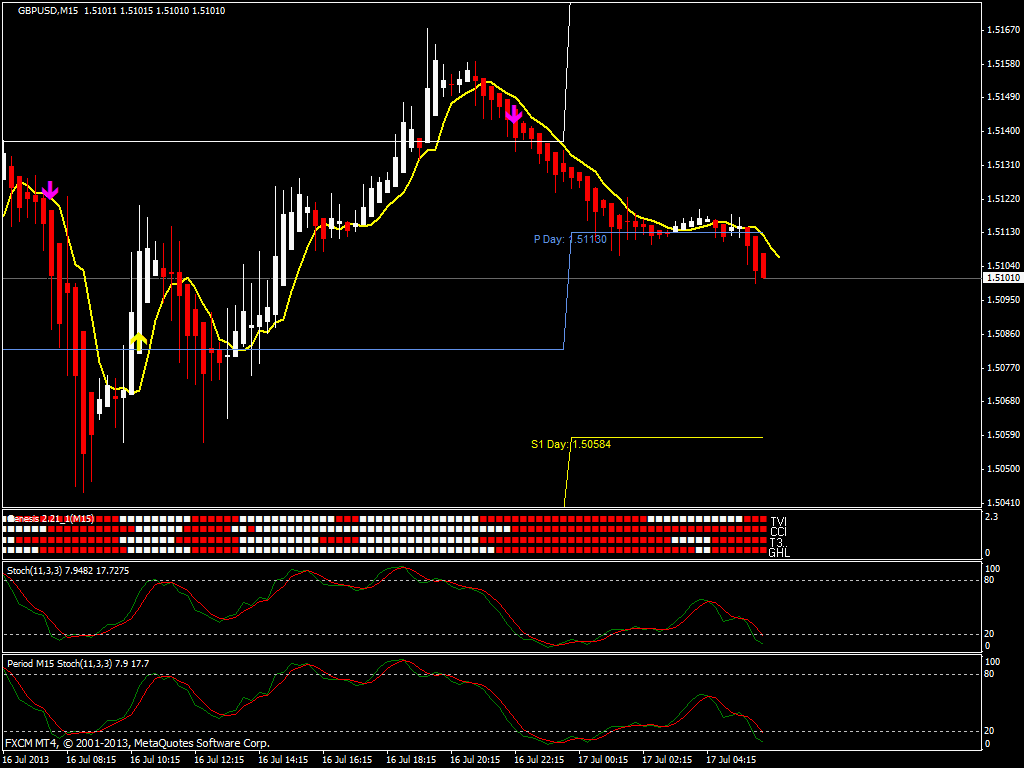 GBPUSD,M15 1.51011 1.51015 1.51010 1.51010
1.51670
1.51580
1.51490
1.51400
1.51310
1.51220
1.51130
P Day: 1.51130
1.51040
1.51010
1.50950
1.50860
1.50770
1.50680
1.50590
S1 Day: 1.50584
1.50500
1.50410
Genesis 2.21_1(M15)
2.3
TVI
CCI
T3..
GHL
0
Stoch(11,3,3) 7.9482 17.7275
100
80
20
0
Period M15 Stoch(11,3,3) 7.9 17.7
100
80
20
0
FXCM MT4, © 2001-2013, MetaQuotes Software Corp.
16 Jul 2013 16 Jul 08:15 16 Jul 10:15 16 Jul 12:15 16 Jul 14:15 16 Jul 16:15 16 Jul 18:15 16 Jul 20:15 16 Jul 22:15 17 Jul 00:15 17 Jul 02:15 17 Jul 04:15